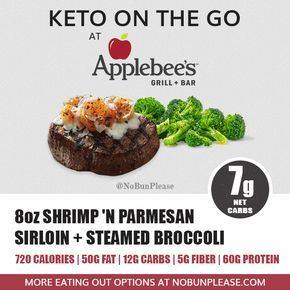 KETO ON THE GO
AT
Applebee's
GRILL + BAR
@NoBunPlease
7g
NET
CARBS
8oz SHRIMP 'N PARMESAN
SIRLOIN + STEAMED BROCCOLI
720 CALORIES | 50G FAT | 12G CARBS | 5G FIBER | 60G PROTEIN
MORE EATING OUT OPTIONS AT NOBUNPLEASE.COM